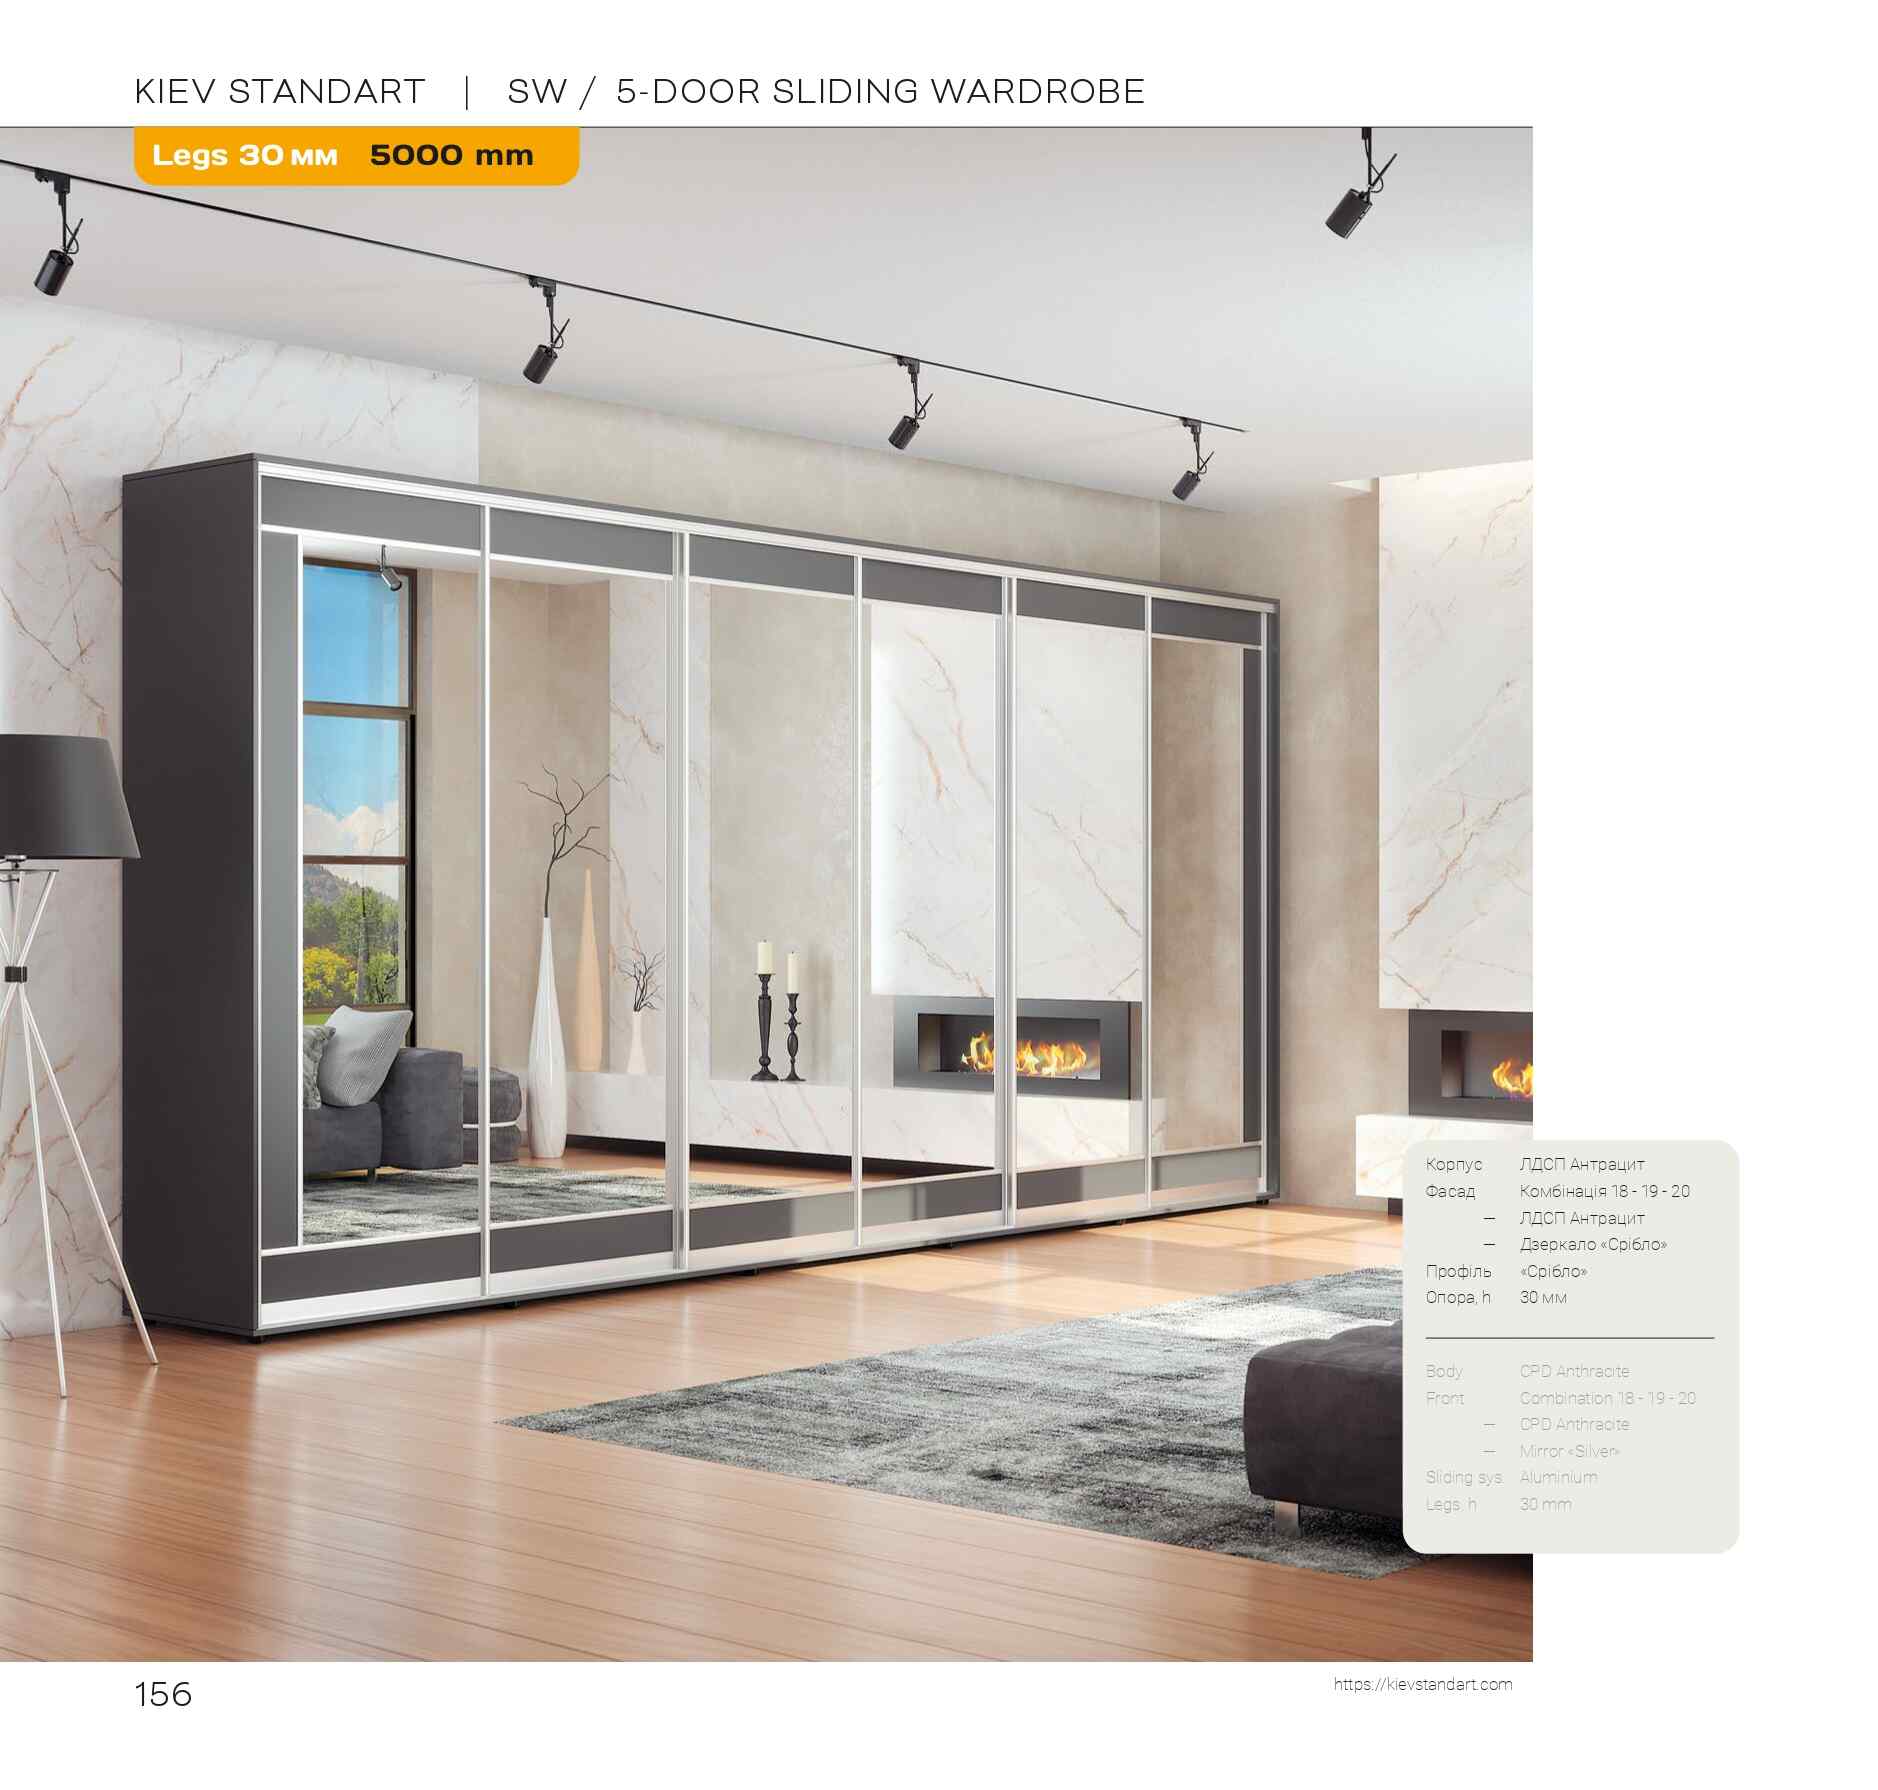 KIEV STANDART | SW / 5-DOOR SLIDING WARDROBE
Legs 30 мм 5000 mm
Корпус ЛДСП Антрацит
Фасад Комбінація 18 - 19 - 20
— ЛДСП Антрацит
— Дзеркало «Срібло»
Профіль «Срібло»
Опора, h 30 мм
Body CPD Anthracite
Front Combination 18 - 19 - 20
— CPD Anthracite
— Mirror «Silver»
Sliding sys. Aluminium
Legs. h 30 mm
156
https://kievstandart.com